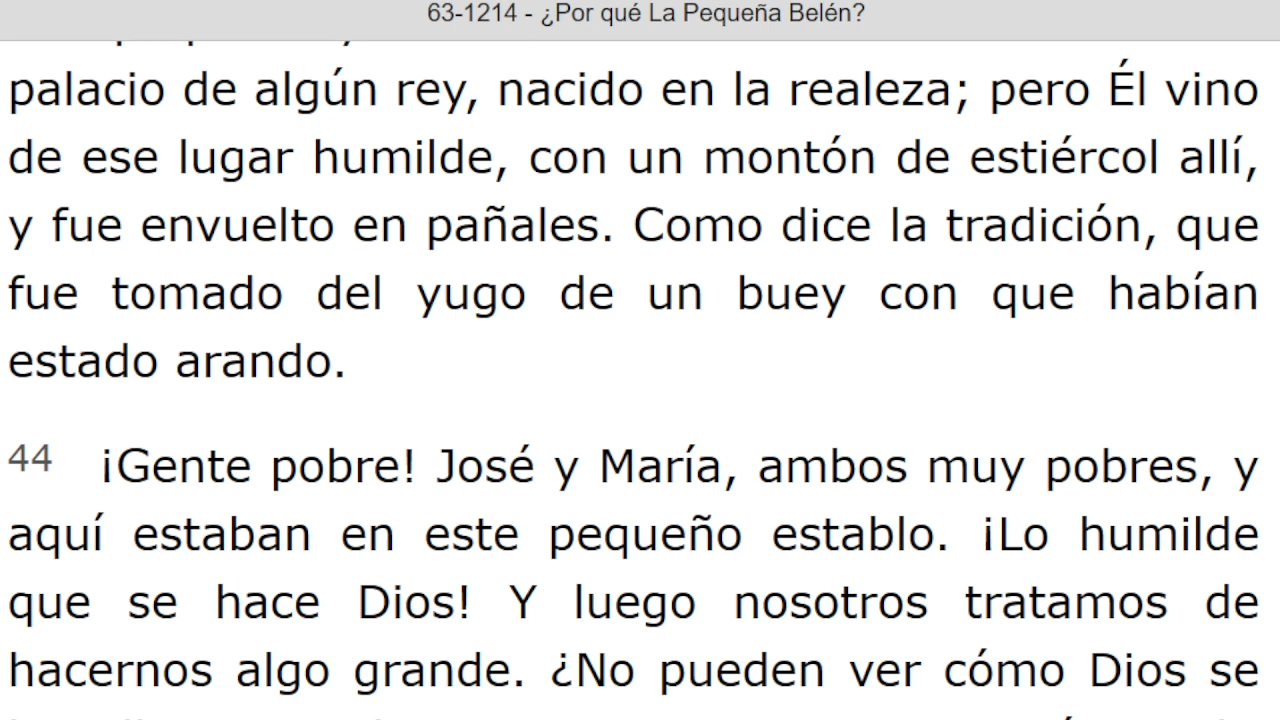 63-1214 - ¿Por qué La Pequeña Belén?
palacio de algún rey, nacido en la realeza; pero Él vino
de ese lugar humilde, con un montón de estiércol allí,
y fue envuelto en pañales. Como dice la tradición, que
fue tomado del yugo de un buey con que habían
estado arando.
44 ¡Gente pobre! José y María, ambos muy pobres, y
aquí estaban en este pequeño establo. ¡Lo humilde
que se hace Dios! Y luego nosotros tratamos de
hacernos algo grande. ¿No pueden ver cómo Dios se